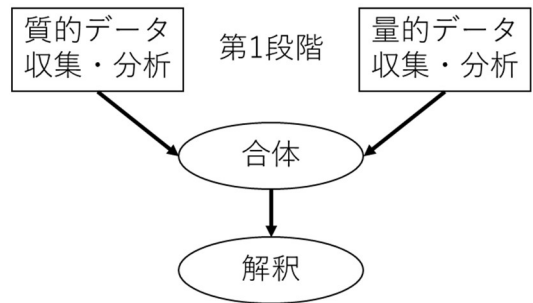 質的データ
収集・分析
第1段階
量的データ
収集・分析
合体
解釈